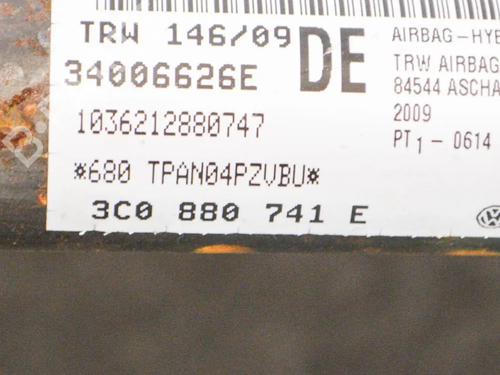 TRW 146/09
34006626E
DE
1036212880747
*680 TPAN04PZVBU*
3C0 880 741 E
AIRBAG-HYB
TRW AIRBAG
84544 ASCHA
2009
PT1-0614